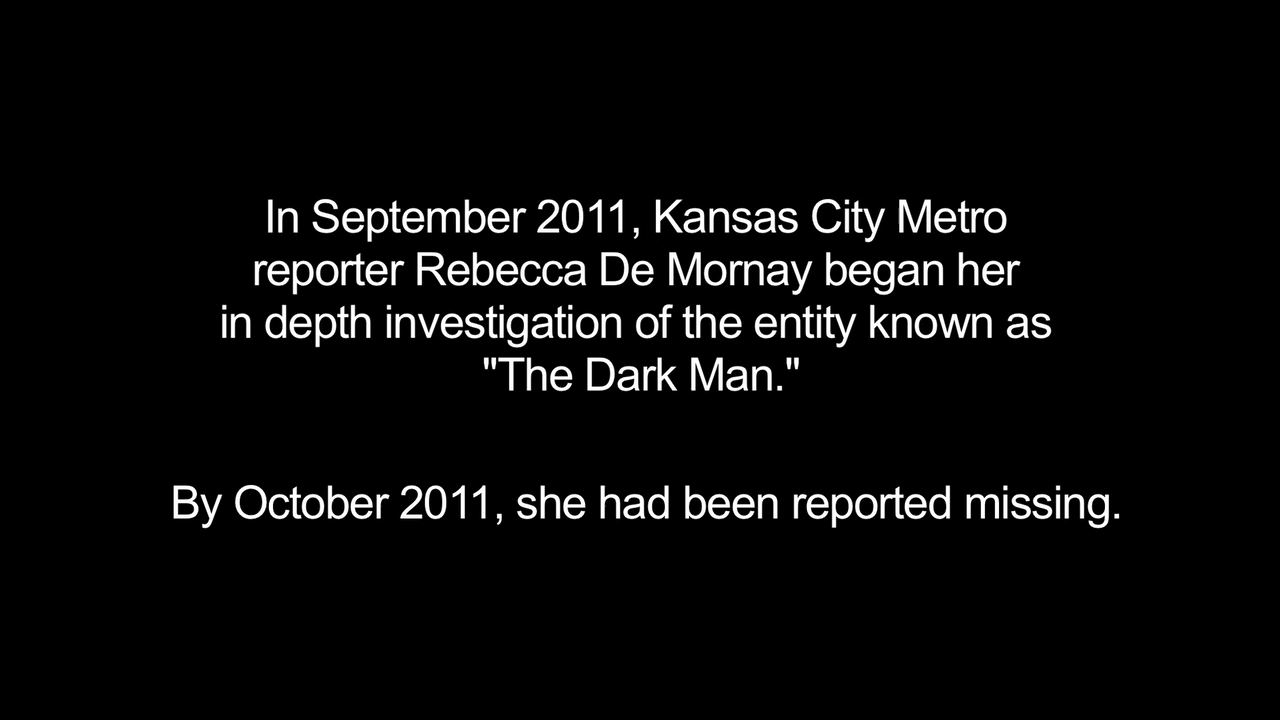 In September 2011, Kansas City Metro
reporter Rebecca De Mornay began her
in depth investigation of the entity known as
"The Dark Man."
By October 2011, she had been reported missing.